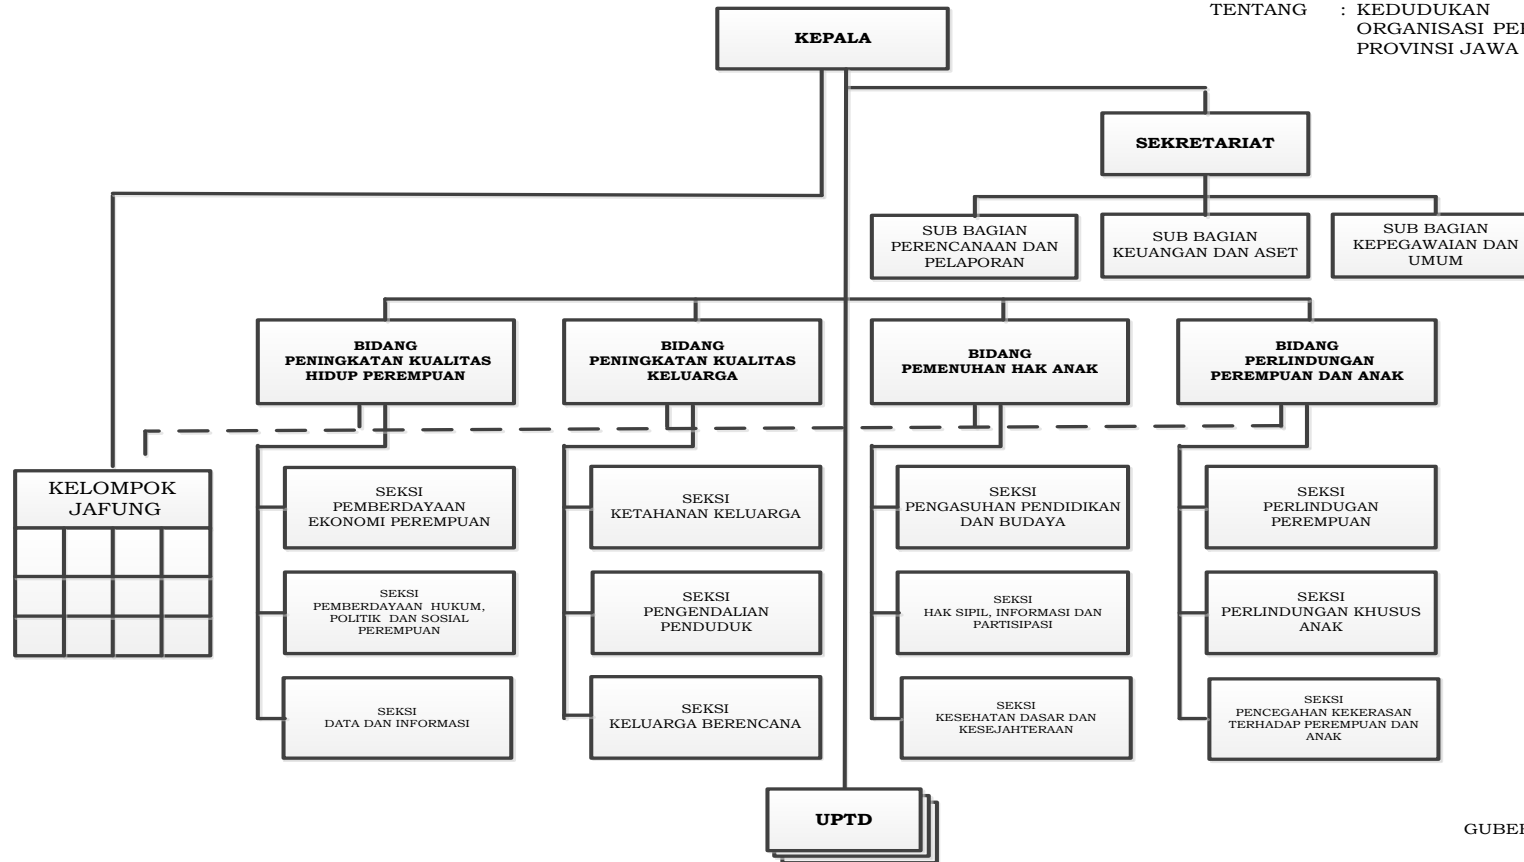 TENTANG : KEDUDUKAN
ORGANISASI PE
PROVINSI JAWA
KEPALA
SEKRETARIAT
SUB BAGIAN
PERENCANAAN DAN
PELAPORAN
SUB BAGIAN
KEUANGAN DAN ASET
SUB BAGIAN
KEPEGAWAIAN DAN
UMUM
BIDANG
PENINGKATAN KUALITAS
HIDUP PEREMPUAN
BIDANG
PENINGKATAN KUALITAS
KELUARGA
BIDANG
PEMENUHAN HAK ANAK
BIDANG
PERLINDUNGAN
PEREMPUAN DAN ANAK
KELOMPOK
JAFUNG
SEKSI
PEMBERDAYAAN
EKONOMI PEREMPUAN
SEKSI
KETAHANAN KELUARGA
SEKSI
PENGASUHAN PENDIDIKAN
DAN BUDAYA
SEKSI
PERLINDUGAN
PEREMPUAN
SEKSI
PEMBERDAYAAN HUKUM,
POLITIK DAN SOSIAL
PEREMPUAN
SEKSI
PENGENDALIAN
PENDUDUK
SEKSI
HAK SIPIL, INFORMASI DAN
PARTISIPASI
SEKSI
PERLINDUNGAN KHUSUS
ANAK
SEKSI
DATA DAN INFORMASI
SEKSI
KELUARGA BERENCANA
SEKSI
KESEHATAN DASAR DAN
KESEJAHTERAAN
SEKSI
PENCEGAHAN KEKERASAN
TERHADAP PEREMPUAN DAN
ANAK
UPTD
GUBE